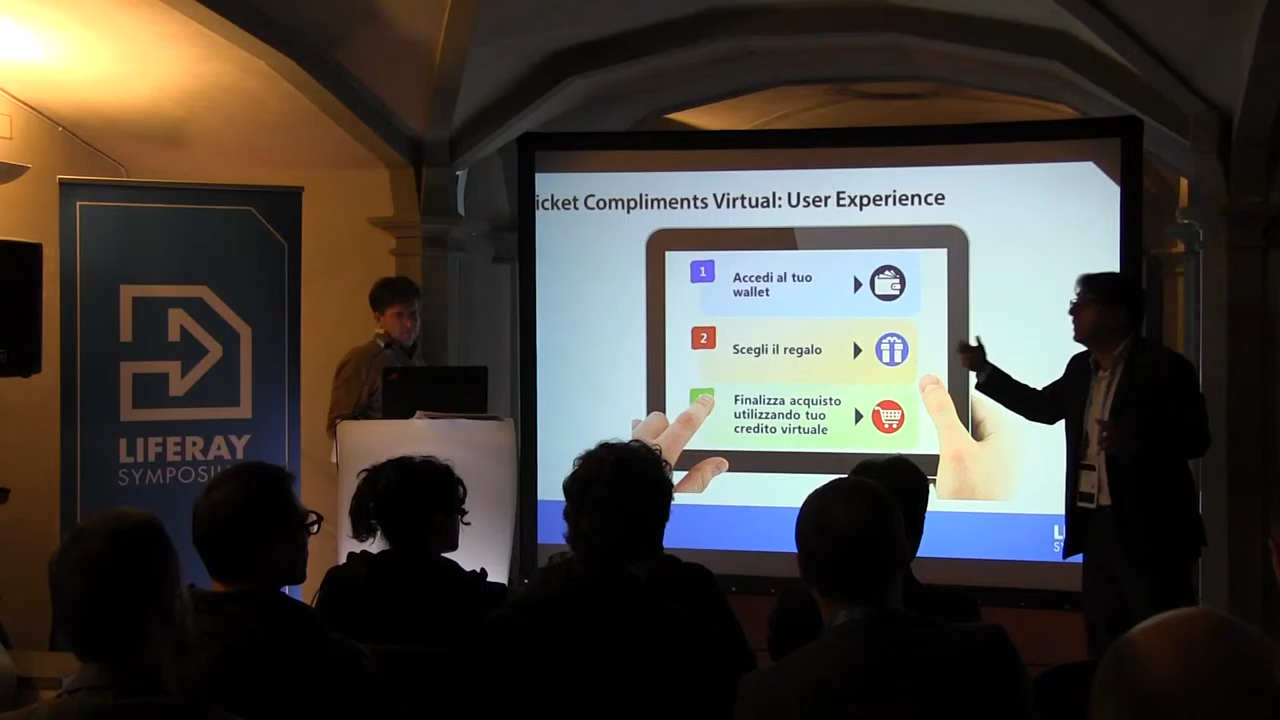 icket Compliments Virtual: User Experience
1
Accedi al tuo
wallet
2
Scegli il regalo
Finalizza acquisto
utilizzando tuo
credito virtuale
LIFERAY
SYMPOSIU
L
S